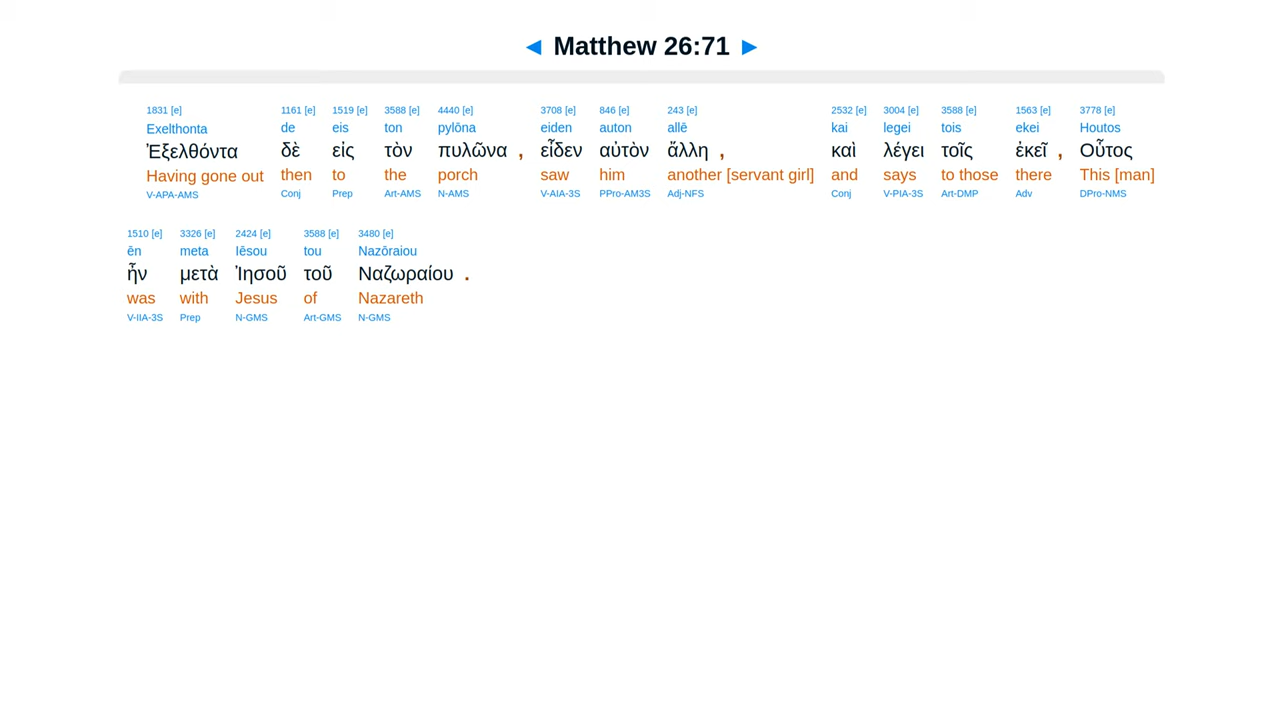 ◄ Matthew 26:71 ►
1831 [e] 1161 [e] 1519 [e] 3588 [e] 4440 [e] 3708 [e] 846 [e] 243 [e] 2532 [e] 3004 [e] 3588 [e] 1563 [e] 3778 [e]
Exelthonta de eis ton pylōna eiden auton allē kai legei tois ekei Houtos
Ἐξελθόντα δὲ εἰς τὸν πυλῶνα , εἶδεν αὐτὸν ἄλλη , καὶ λέγει τοῖς ἐκεῖ , Οὗτος
Having gone out then to the porch saw him another [servant girl] and says to those there This [man]
V-APA-AMS Conj Prep Art-AMS N-AMS V-AIA-3S PPro-AM3S Adj-NFS Conj V-PIA-3S Art-DMP Adv DPro-NMS
1510 [e] 3326 [e] 2424 [e] 3588 [e] 3480 [e]
ēn meta Iēsou tou Nazōraiou
ἦν μετὰ Ἰησοῦ τοῦ Ναζωραίου .
was with Jesus of Nazareth
V-IIA-3S Prep N-GMS Art-GMS N-GMS